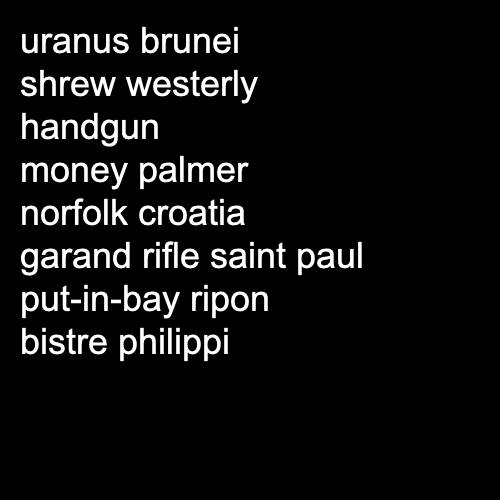 uranus brunei
shrew westerly
handgun
money palmer
norfolk croatia
garand rifle saint paul
put-in-bay ripon
bistre philippi